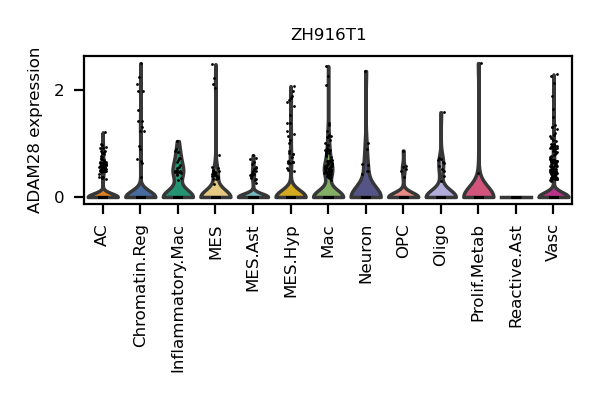 ZH916T1
ADAM28 expression
2
0
AC
Chromatin.Reg
Inflammatory.Mac
MES
MES.Ast
MES.Hyp
Mac
Neuron
OPC
Oligo
Prolif.Metab
Reactive.Ast
Vasc